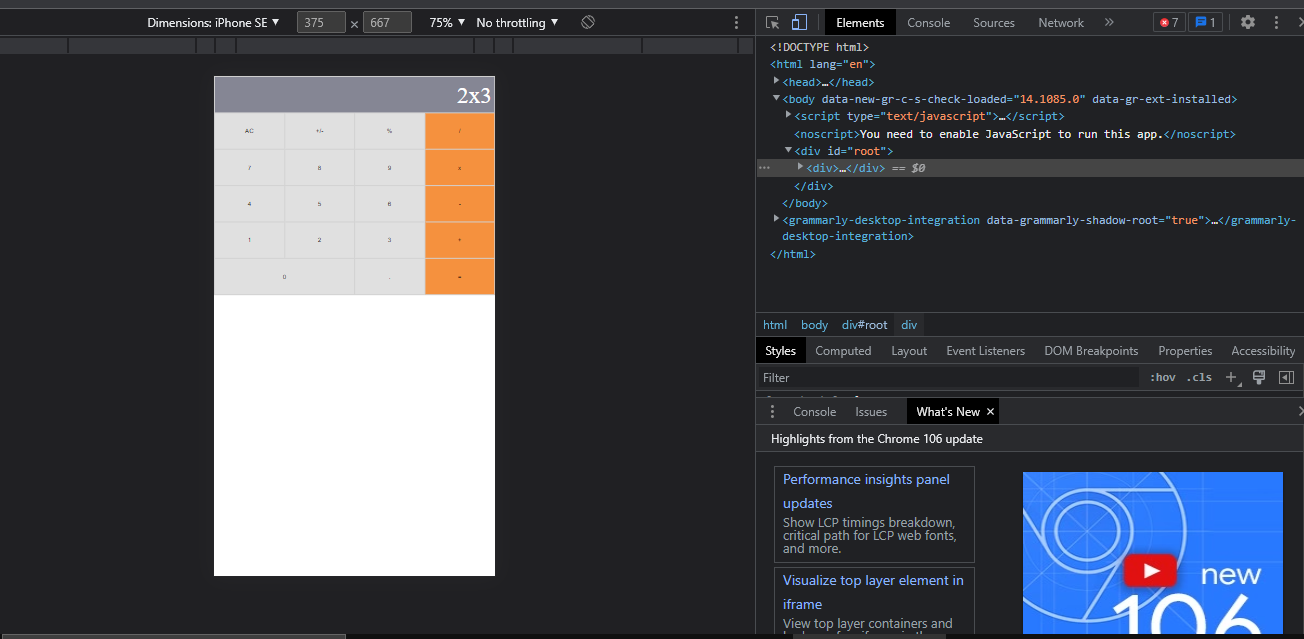 Dimensions: iPhone SE ▼ 375 × 667 75% ▼ No throttling ▼
2x3
AC +/- % /
7 8 9 x
4 5 6 -
1 2 3 +
0 . =
Elements Console Sources Network » 7 1
<!DOCTYPE html>
<html lang="en">
<head>…</head>
<body data-new-gr-c-s-check-loaded="14.1085.0" data-gr-ext-installed>
<script type="text/javascript">…</script>
<noscript>You need to enable JavaScript to run this app.</noscript>
<div id="root">
<div>…</div> == $0
</div>
</body>
<grammarly-desktop-integration data-grammarly-shadow-root="true">…</grammarly-
desktop-integration>
</html>
html body div#root div
Styles Computed Layout Event Listeners DOM Breakpoints Properties Accessibility
Filter :hov .cls +
Console Issues What's New ×
Highlights from the Chrome 106 update
Performance insights panel
updates
Show LCP timings breakdown,
critical path for LCP web fonts,
and more.
Visualize top layer element in
iframe
View top layer containers and
new
106